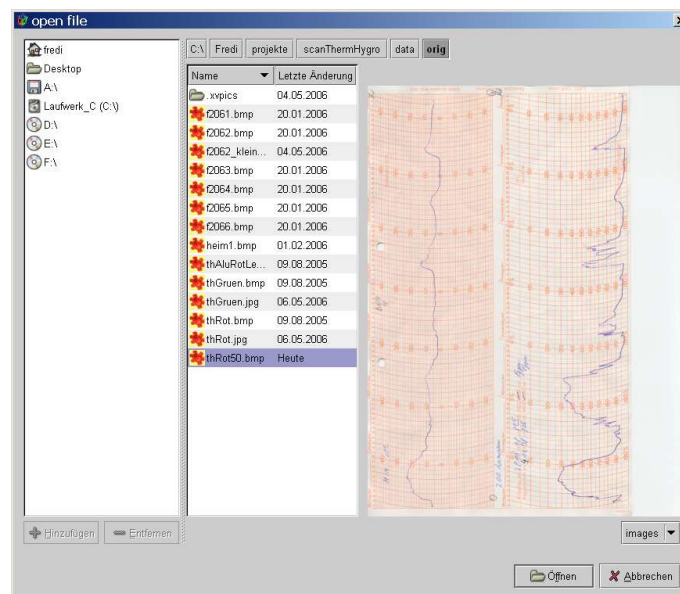 open file
fredi
Desktop
A:\
Laufwerk_C (C:\)
D:\
E:\
F:\
Hinzufügen
Entfernen
C:\ Fredi projekte scanThermHygro data orig
Name Letzte Änderung
.xvpics 04.05.2006
f2061.bmp 20.01.2006
f2062.bmp 20.01.2006
f2062_klein... 04.05.2006
f2063.bmp 20.01.2006
f2064.bmp 20.01.2006
f2065.bmp 20.01.2006
f2066.bmp 20.01.2006
heim1.bmp 01.02.2006
thAluRotLe... 09.08.2005
thGruen.bmp 09.08.2005
thGruen.jpg 06.05.2006
thRot.bmp 09.08.2005
thRot.jpg 06.05.2006
thRot50.bmp Heute
images
Öffnen
Abbrechen